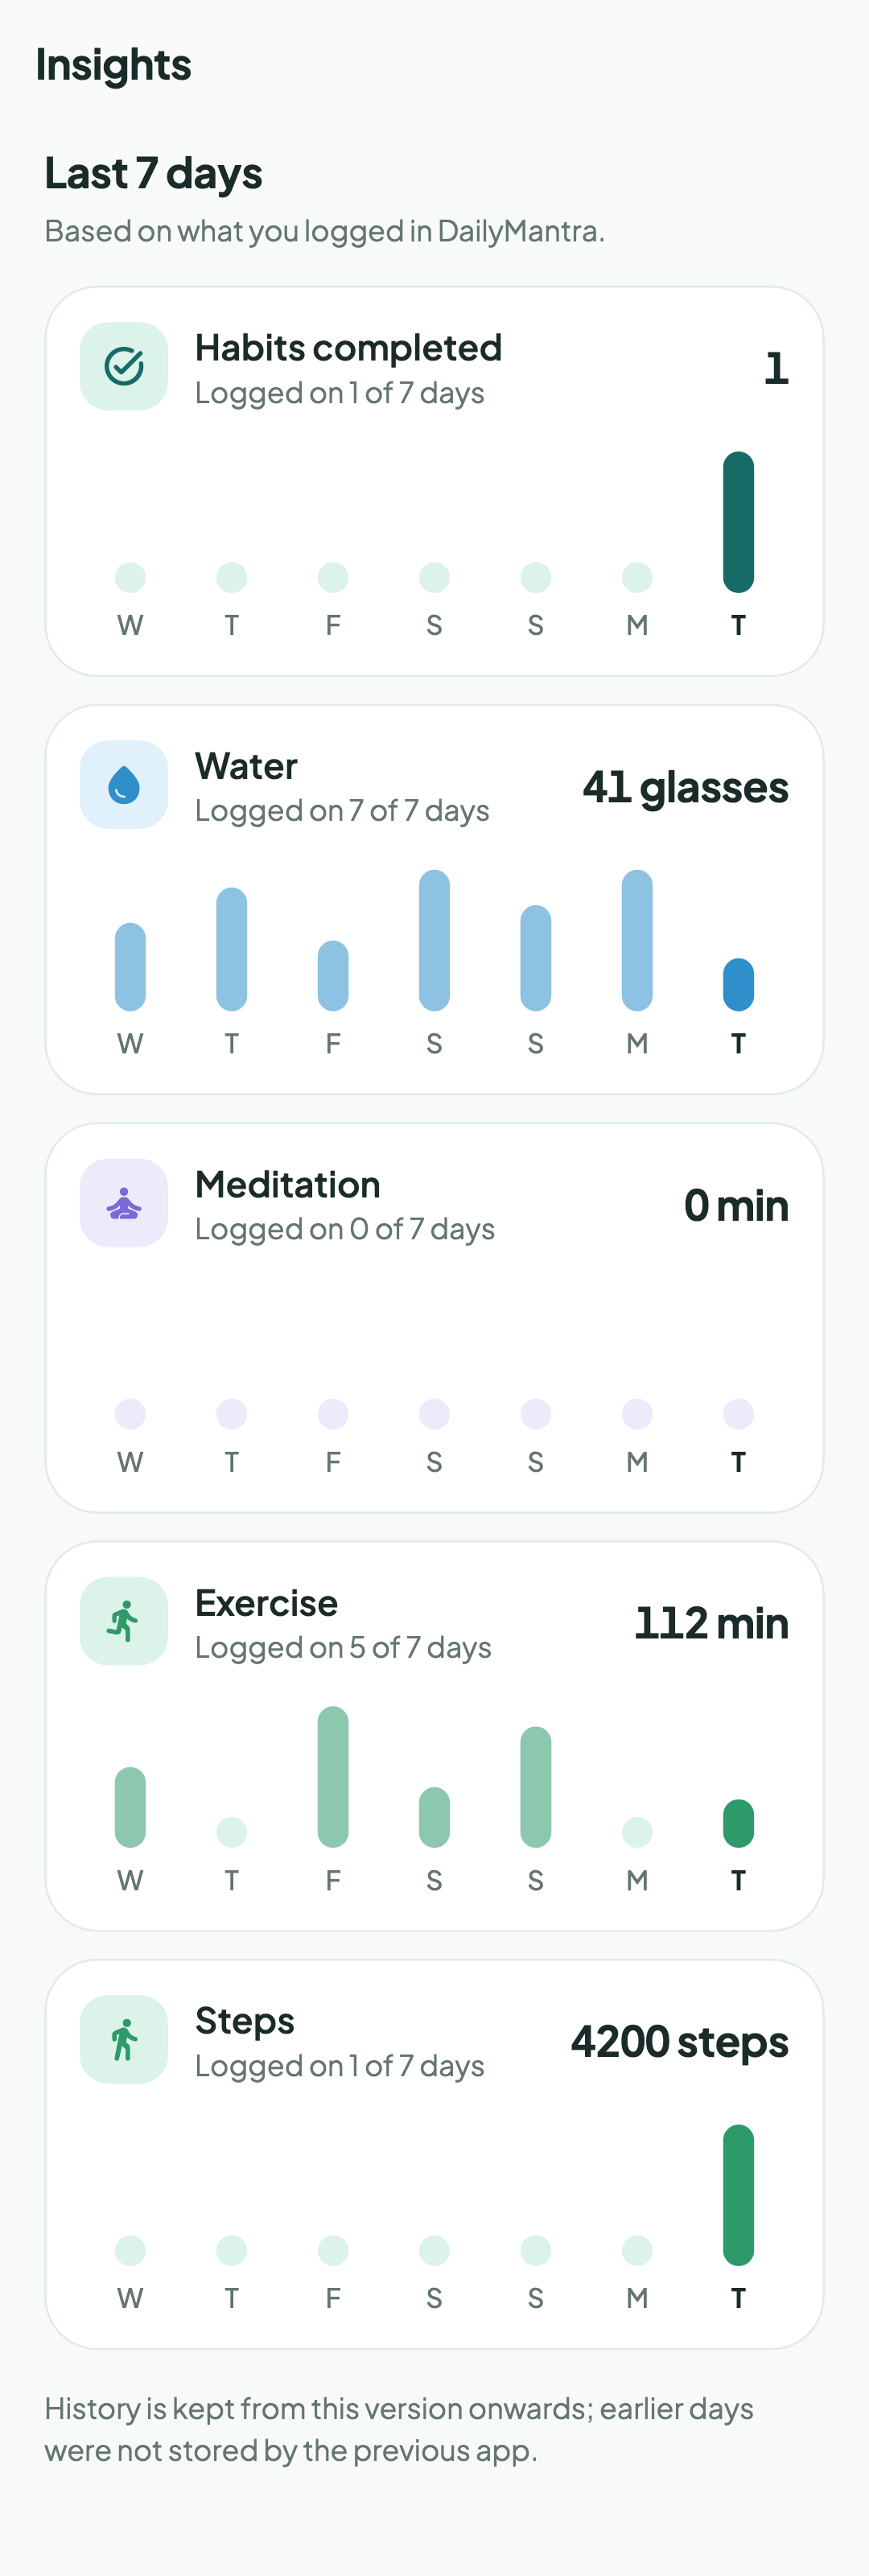 Insights
Last 7 days
Based on what you logged in DailyMantra.
Habits completed
Logged on 1 of 7 days
1
W T F S S M T
Water
Logged on 7 of 7 days
41 glasses
W T F S S M T
Meditation
Logged on 0 of 7 days
0 min
W T F S S M T
Exercise
Logged on 5 of 7 days
112 min
W T F S S M T
Steps
Logged on 1 of 7 days
4200 steps
W T F S S M T
History is kept from this version onwards; earlier days
were not stored by the previous app.